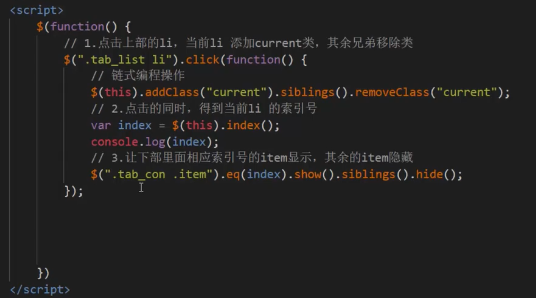 <script>
$(function() {
// 1.点击上部的li，当前li 添加current类，其余兄弟移除类
$(".tab_list li").click(function() {
// 链式编程操作
$(this).addClass("current").siblings().removeClass("current");
// 2.点击的同时，得到当前li 的索引号
var index = $(this).index();
console.log(index);
// 3.让下部里面相应索引号的item显示，其余的item隐藏
$(".tab_con .item").eq(index).show().siblings().hide();
});
})
</script>